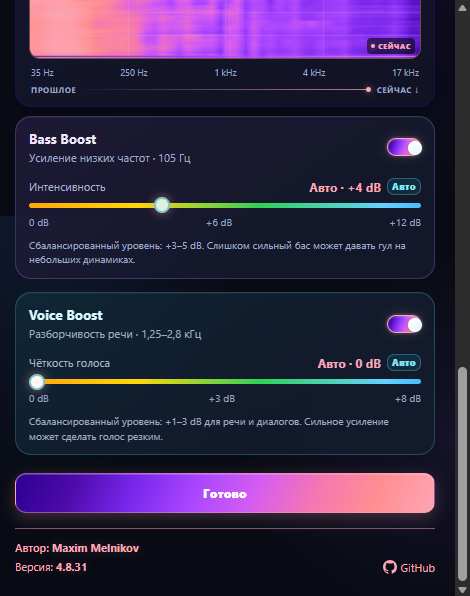 СЕЙЧАС
35 Hz 250 Hz 1 kHz 4 kHz 17 kHz
ПРОШЛОЕ СЕЙЧАС ↓
Bass Boost
Усиление низких частот · 105 Гц
Интенсивность Авто · +4 dB Авто
0 dB +6 dB +12 dB
Сбалансированный уровень: +3–5 dB. Слишком сильный бас может давать гул на
небольших динамиках.
Voice Boost
Разборчивость речи · 1,25–2,8 кГц
Чёткость голоса Авто · 0 dB Авто
0 dB +3 dB +8 dB
Сбалансированный уровень: +1–3 dB для речи и диалогов. Сильное усиление
может сделать голос резким.
Готово
Автор: Maxim Melnikov
Версия: 4.8.31 GitHub